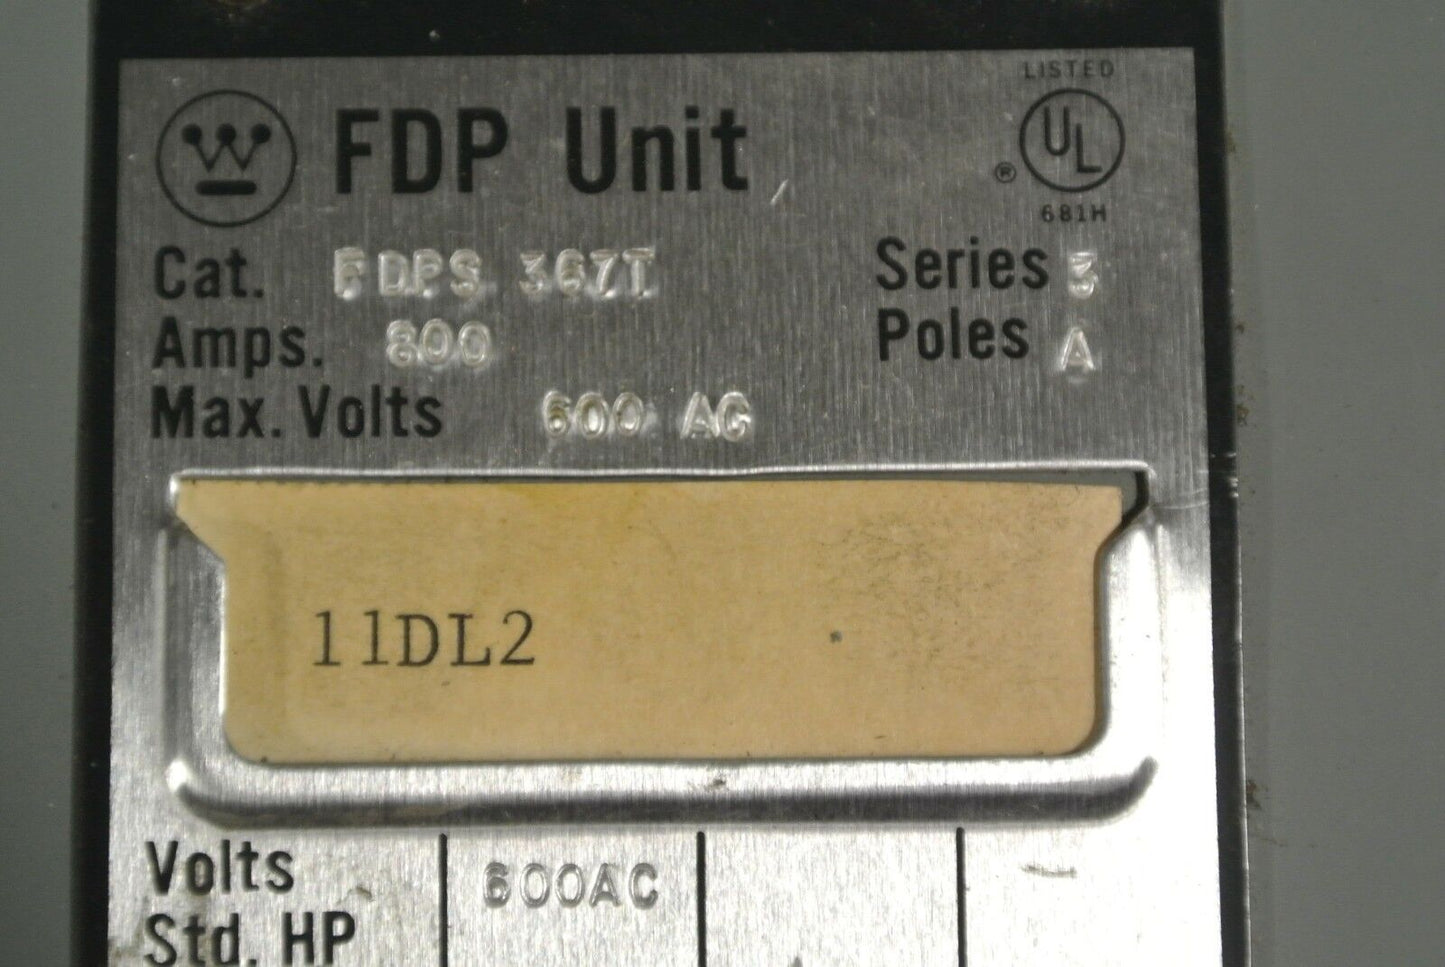 LISTED
FDP Unit
UL
®
681H
Cat. FDPS 367T
Series 3
Amps. 800
Poles A
Max. Volts 600 AC
11DL2
Volts 600AC
Std. HP